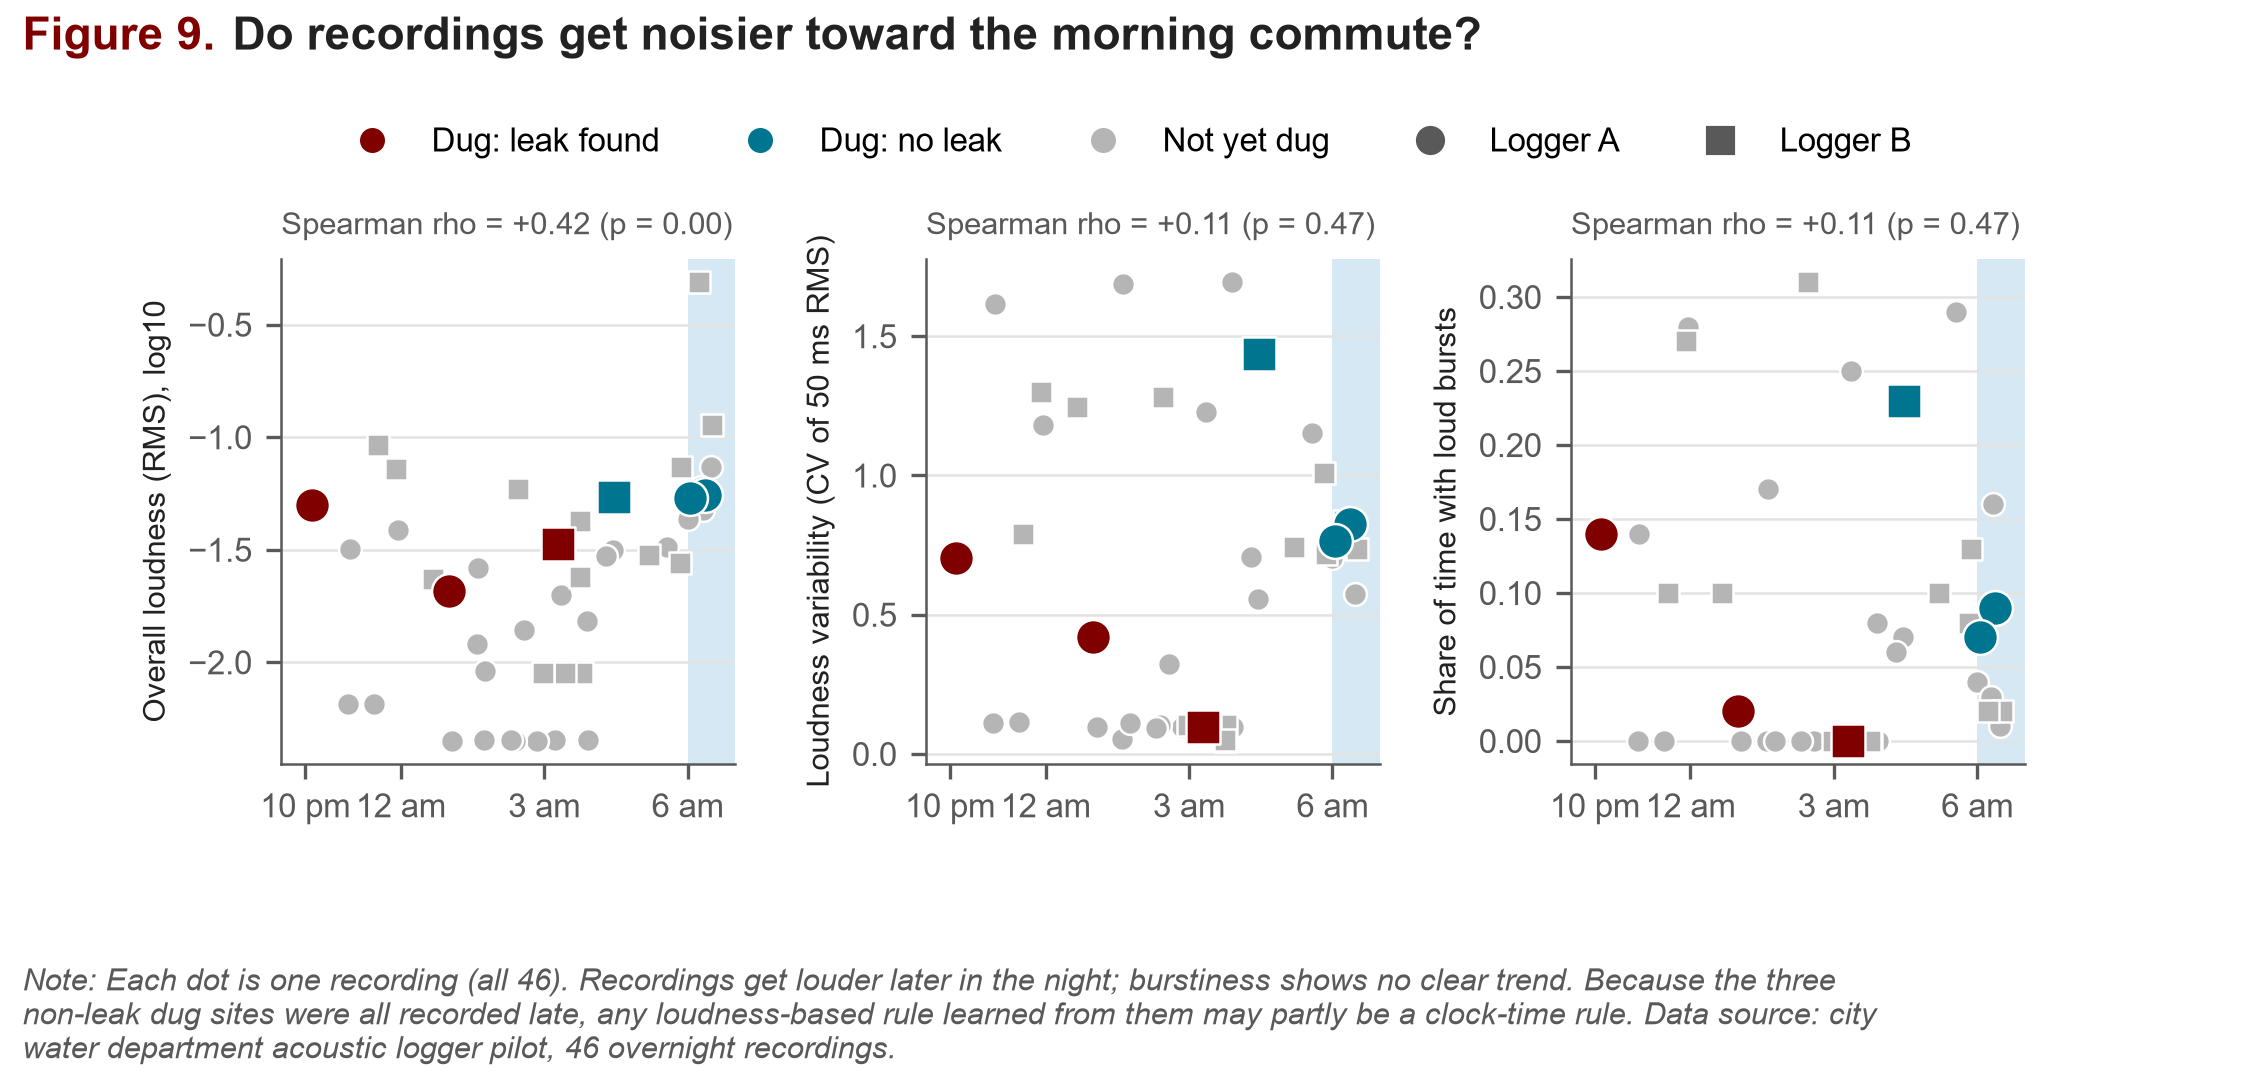 Figure 9. Do recordings get noisier toward the morning commute?
Dug: leak found
Dug: no leak
Not yet dug
Logger A
Logger B
Spearman rho = +0.42 (p = 0.00)
Overall loudness (RMS), log10
−0.5
−1.0
−1.5
−2.0
10 pm
12 am
3 am
6 am
Spearman rho = +0.11 (p = 0.47)
Loudness variability (CV of 50 ms RMS)
1.5
1.0
0.5
0.0
10 pm
12 am
3 am
6 am
Spearman rho = +0.11 (p = 0.47)
Share of time with loud bursts
0.30
0.25
0.20
0.15
0.10
0.05
0.00
10 pm
12 am
3 am
6 am
Note: Each dot is one recording (all 46). Recordings get louder later in the night; burstiness shows no clear trend. Because the three
non-leak dug sites were all recorded late, any loudness-based rule learned from them may partly be a clock-time rule. Data source: city
water department acoustic logger pilot, 46 overnight recordings.